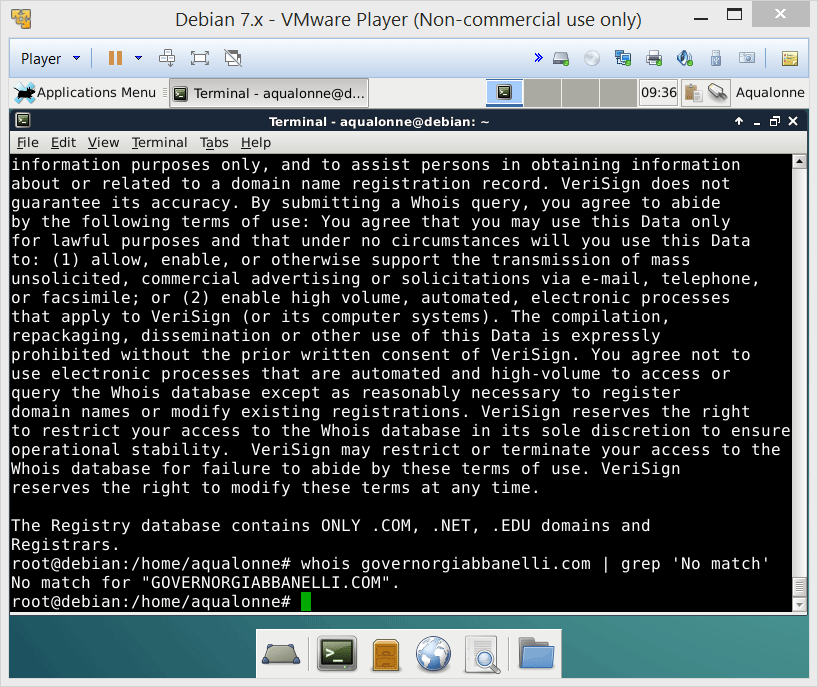 Debian 7.x - VMware Player (Non-commercial use only)
Player
Applications Menu
Terminal - aqualonne@d...
09:36
Aqualonne
Terminal - aqualonne@debian: ~
File Edit View Terminal Tabs Help
information purposes only, and to assist persons in obtaining information
about or related to a domain name registration record. VeriSign does not
guarantee its accuracy. By submitting a Whois query, you agree to abide
by the following terms of use: You agree that you may use this Data only
for lawful purposes and that under no circumstances will you use this Data
to: (1) allow, enable, or otherwise support the transmission of mass
unsolicited, commercial advertising or solicitations via e-mail, telephone,
or facsimile; or (2) enable high volume, automated, electronic processes
that apply to VeriSign (or its computer systems). The compilation,
repackaging, dissemination or other use of this Data is expressly
prohibited without the prior written consent of VeriSign. You agree not to
use electronic processes that are automated and high-volume to access or
query the Whois database except as reasonably necessary to register
domain names or modify existing registrations. VeriSign reserves the right
to restrict your access to the Whois database in its sole discretion to ensure
operational stability.  VeriSign may restrict or terminate your access to the
Whois database for failure to abide by these terms of use. VeriSign
reserves the right to modify these terms at any time.
The Registry database contains ONLY .COM, .NET, .EDU domains and
Registrars.
root@debian:/home/aqualonne# whois governorgiabbanelli.com | grep 'No match'
No match for "GOVERNORGIABBANELLI.COM".
root@debian:/home/aqualonne#